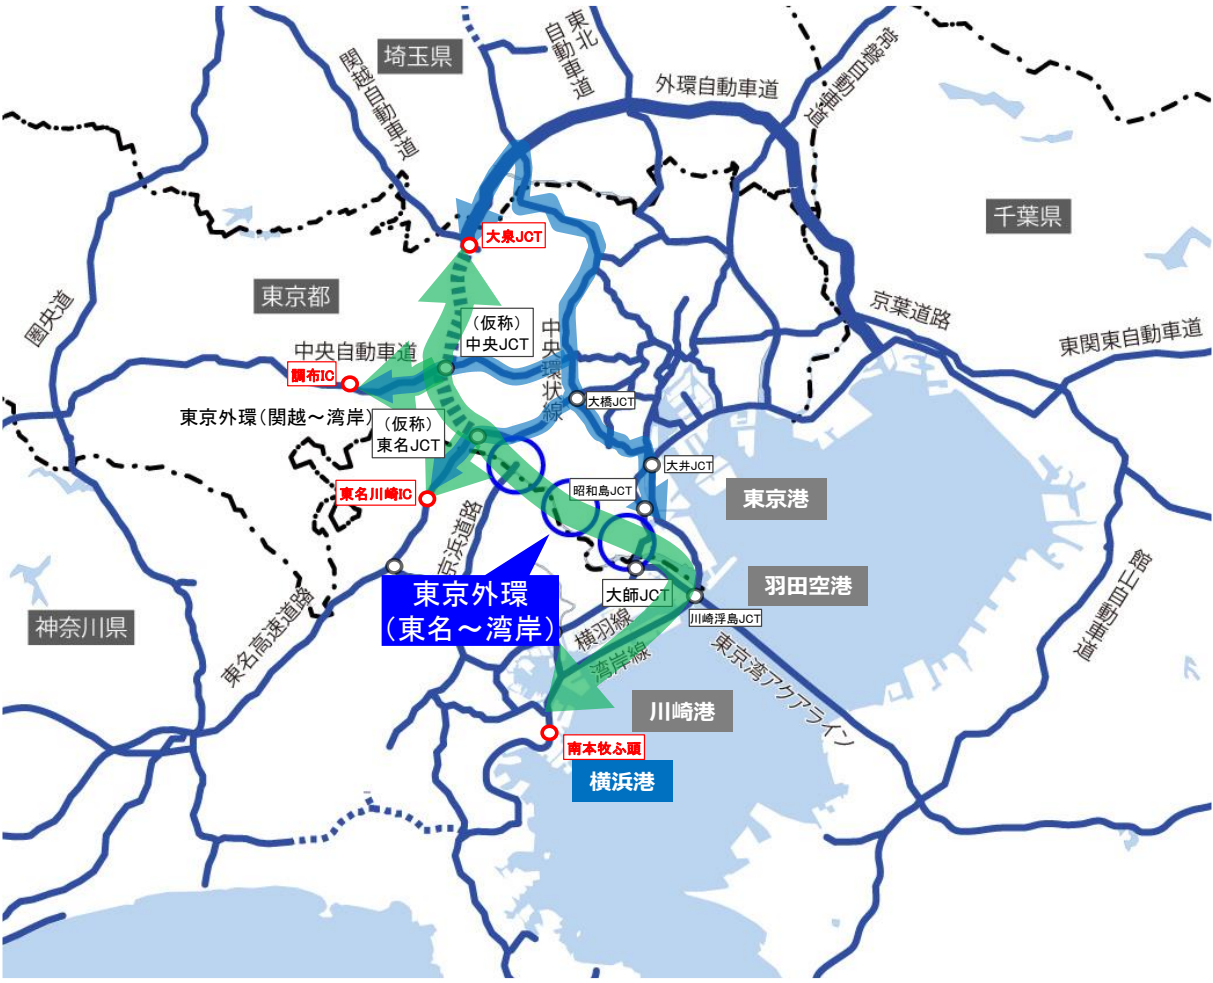 埼玉県
東北
自動車道
関越自動車道
外環自動車道
常磐自動車道
千葉県
大泉JCT
東京都
圏央道
（仮称）
中央JCT
中央環状線
京葉道路
東関東自動車道
中央自動車道
調布IC
東京外環（関越～湾岸）
（仮称）
東名JCT
大橋JCT
大井JCT
東名川崎IC
昭和島JCT
東京港
京浜道路
羽田空港
館山自動車道
東京外環
（東名～湾岸）
大師JCT
川崎浮島JCT
神奈川県
東名高速道路
横羽線
湾岸線
東京湾アクアライン
川崎港
南本牧ふ頭
横浜港